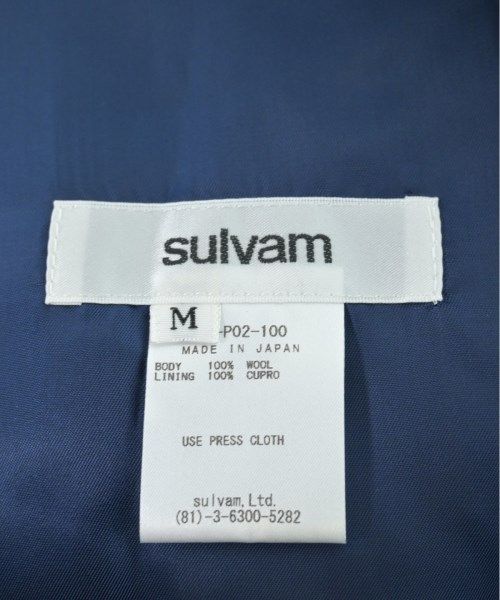 sulvam
M
-P02-100
MADE IN JAPAN
BODY 100% WOOL
LINING 100% CUPRO
USE PRESS CLOTH
sulvam,Ltd.
(81)-3-6300-5282